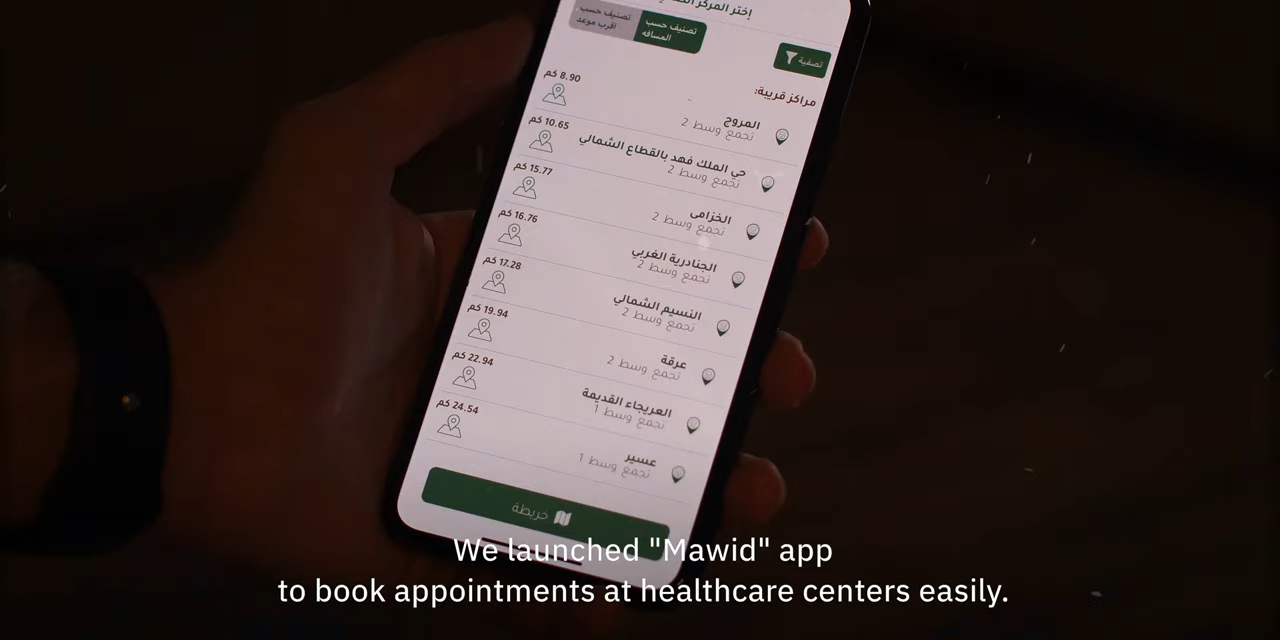 إختر المركز
تصنيف حسب المسافه
تصنيف حسب اقرب موعد
تصفية
مراكز قريبة:
المروج
تجمع وسط 2
8.90 كم
حي الملك فهد بالقطاع الشمالي
تجمع وسط 2
10.65 كم
الخزامى
تجمع وسط 2
15.77 كم
الجنادرية الغربي
تجمع وسط 2
16.76 كم
النسيم الشمالي
تجمع وسط 2
17.28 كم
عرقة
تجمع وسط 2
19.94 كم
العريجاء القديمة
تجمع وسط 1
22.94 كم
عسير
تجمع وسط 1
24.54 كم
خريطة
We launched "Mawid" app
to book appointments at healthcare centers easily.